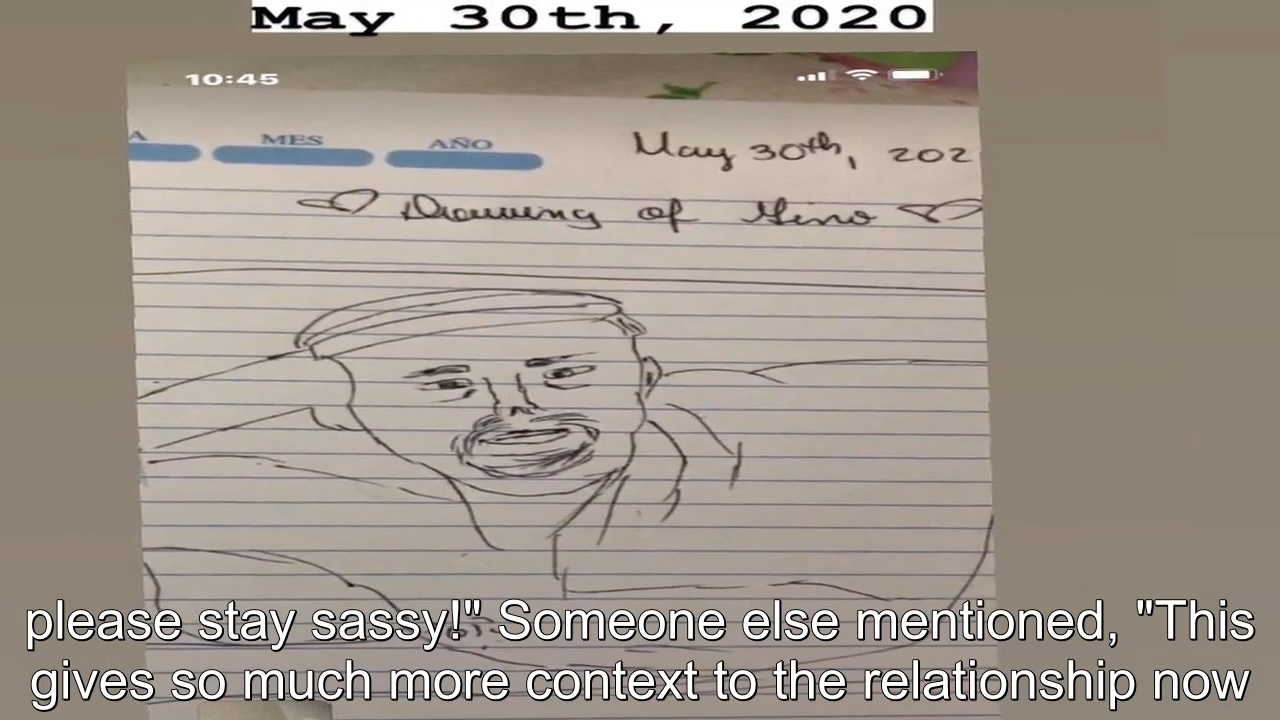 May 30th, 2020
10:45
A MES AÑO
May 30th, 202
Drawing of Gino
please stay sassy!" Someone else mentioned, "This
gives so much more context to the relationship now